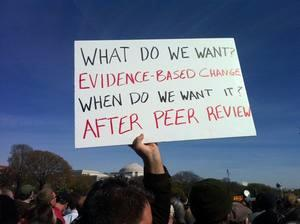 WHAT DO WE WANT?
EVIDENCE-BASED CHANGE
WHEN DO WE WANT IT?
AFTER PEER REVIEW